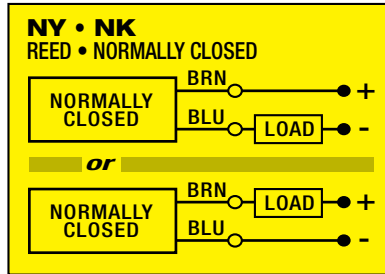 NY • NK
REED • NORMALLY CLOSED
NORMALLY
CLOSED
BRN
+
BLU
LOAD
-
or
NORMALLY
CLOSED
BRN
LOAD
+
BLU
-